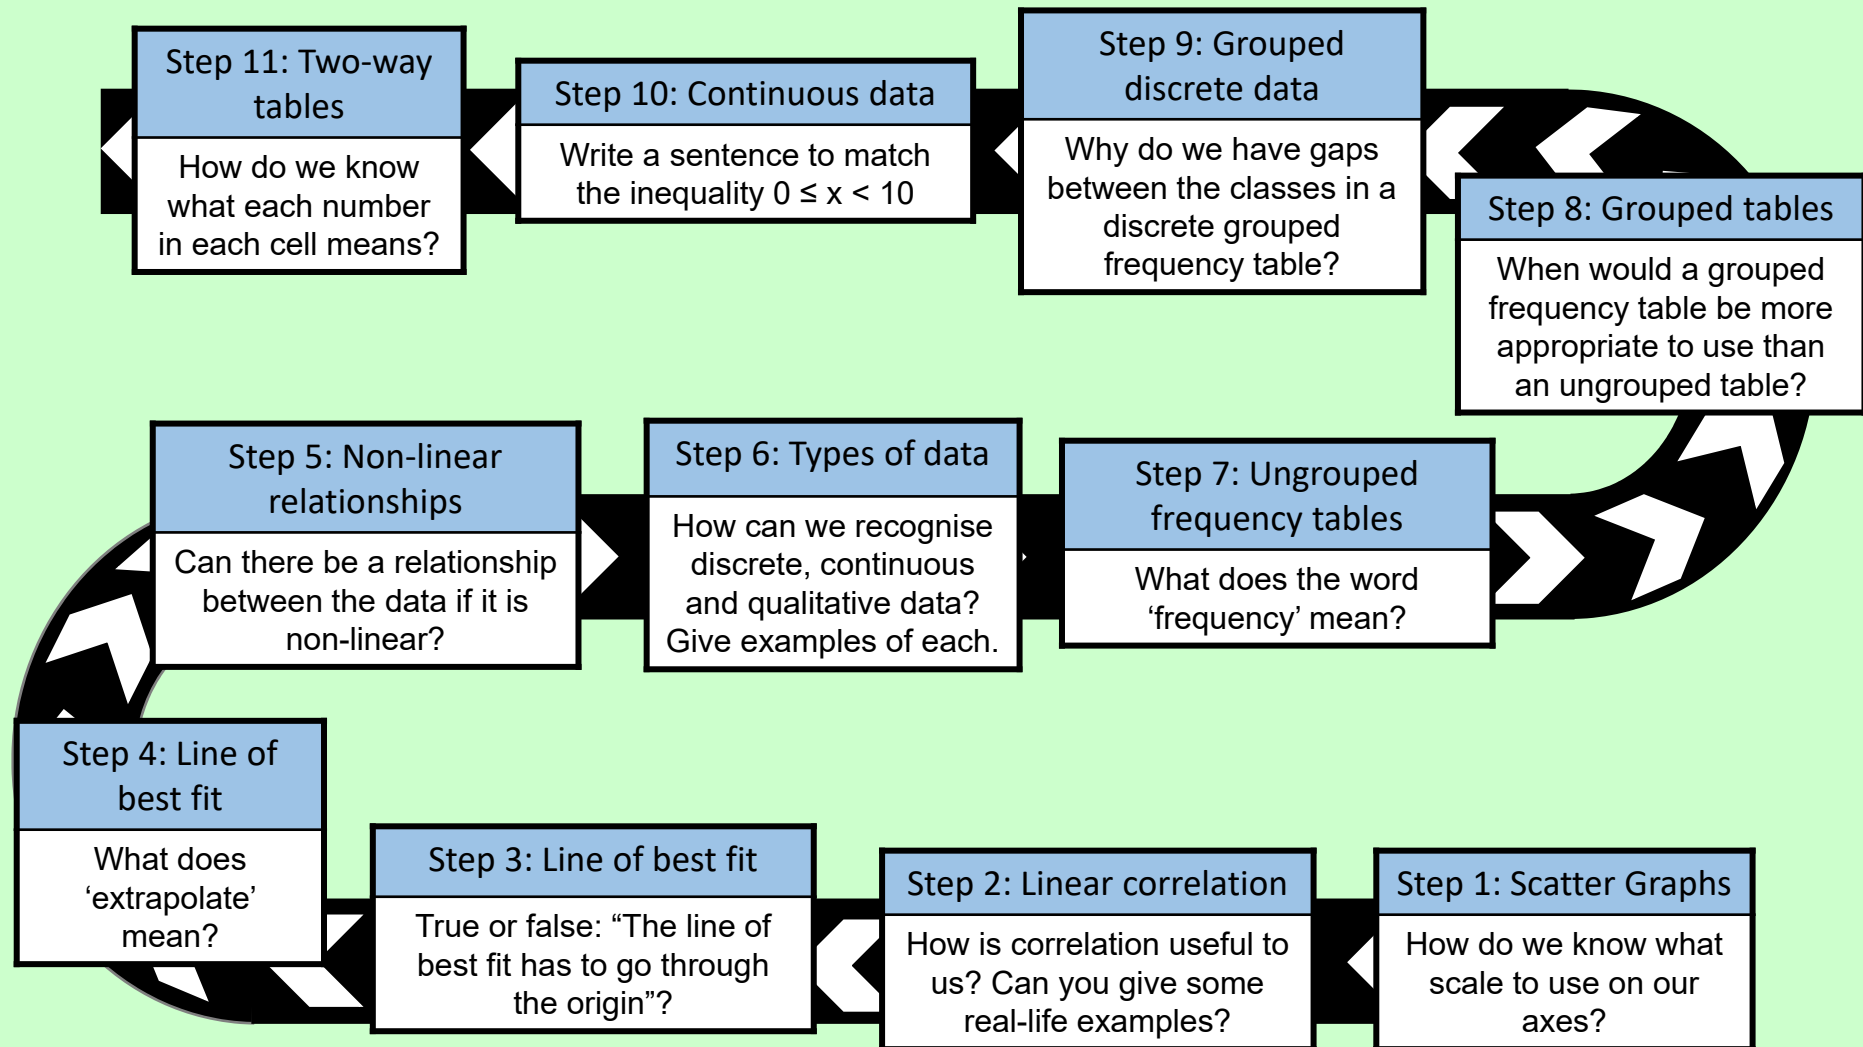 Step 11: Two-way
tables
How do we know
what each number
in each cell means?
Step 10: Continuous data
Write a sentence to match
the inequality 0 ≤ x < 10
Step 9: Grouped
discrete data
Why do we have gaps
between the classes in a
discrete grouped
frequency table?
Step 8: Grouped tables
When would a grouped
frequency table be more
appropriate to use than
an ungrouped table?
Step 5: Non-linear
relationships
Can there be a relationship
between the data if it is
non-linear?
Step 6: Types of data
How can we recognise
discrete, continuous
and qualitative data?
Give examples of each.
Step 7: Ungrouped
frequency tables
What does the word
‘frequency’ mean?
Step 4: Line of
best fit
What does
‘extrapolate’
mean?
Step 3: Line of best fit
True or false: “The line of
best fit has to go through
the origin”?
Step 2: Linear correlation
How is correlation useful to
us? Can you give some
real-life examples?
Step 1: Scatter Graphs
How do we know what
scale to use on our
axes?